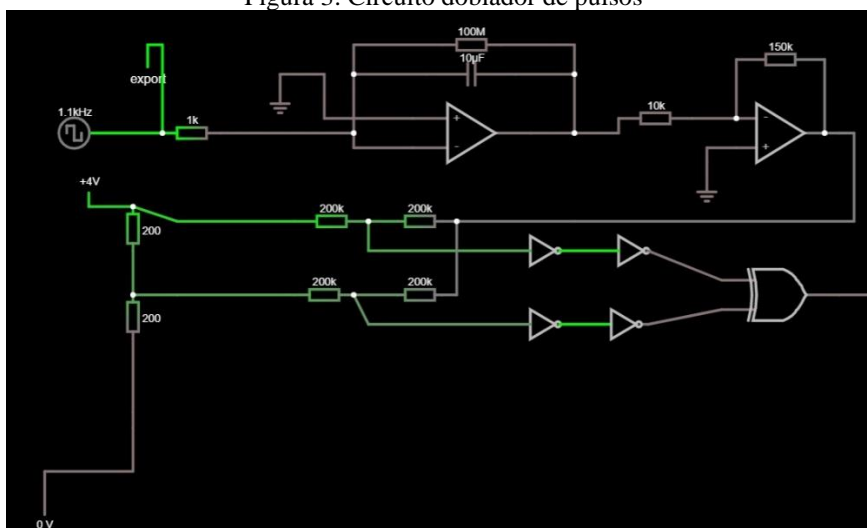 Figura 3. Circuito doblador de pulsos
100M
10µF
150k
export
1.1kHz
1k
+
-
10k
-
+
+4V
200
200k
200k
200k
200k
200
0 V